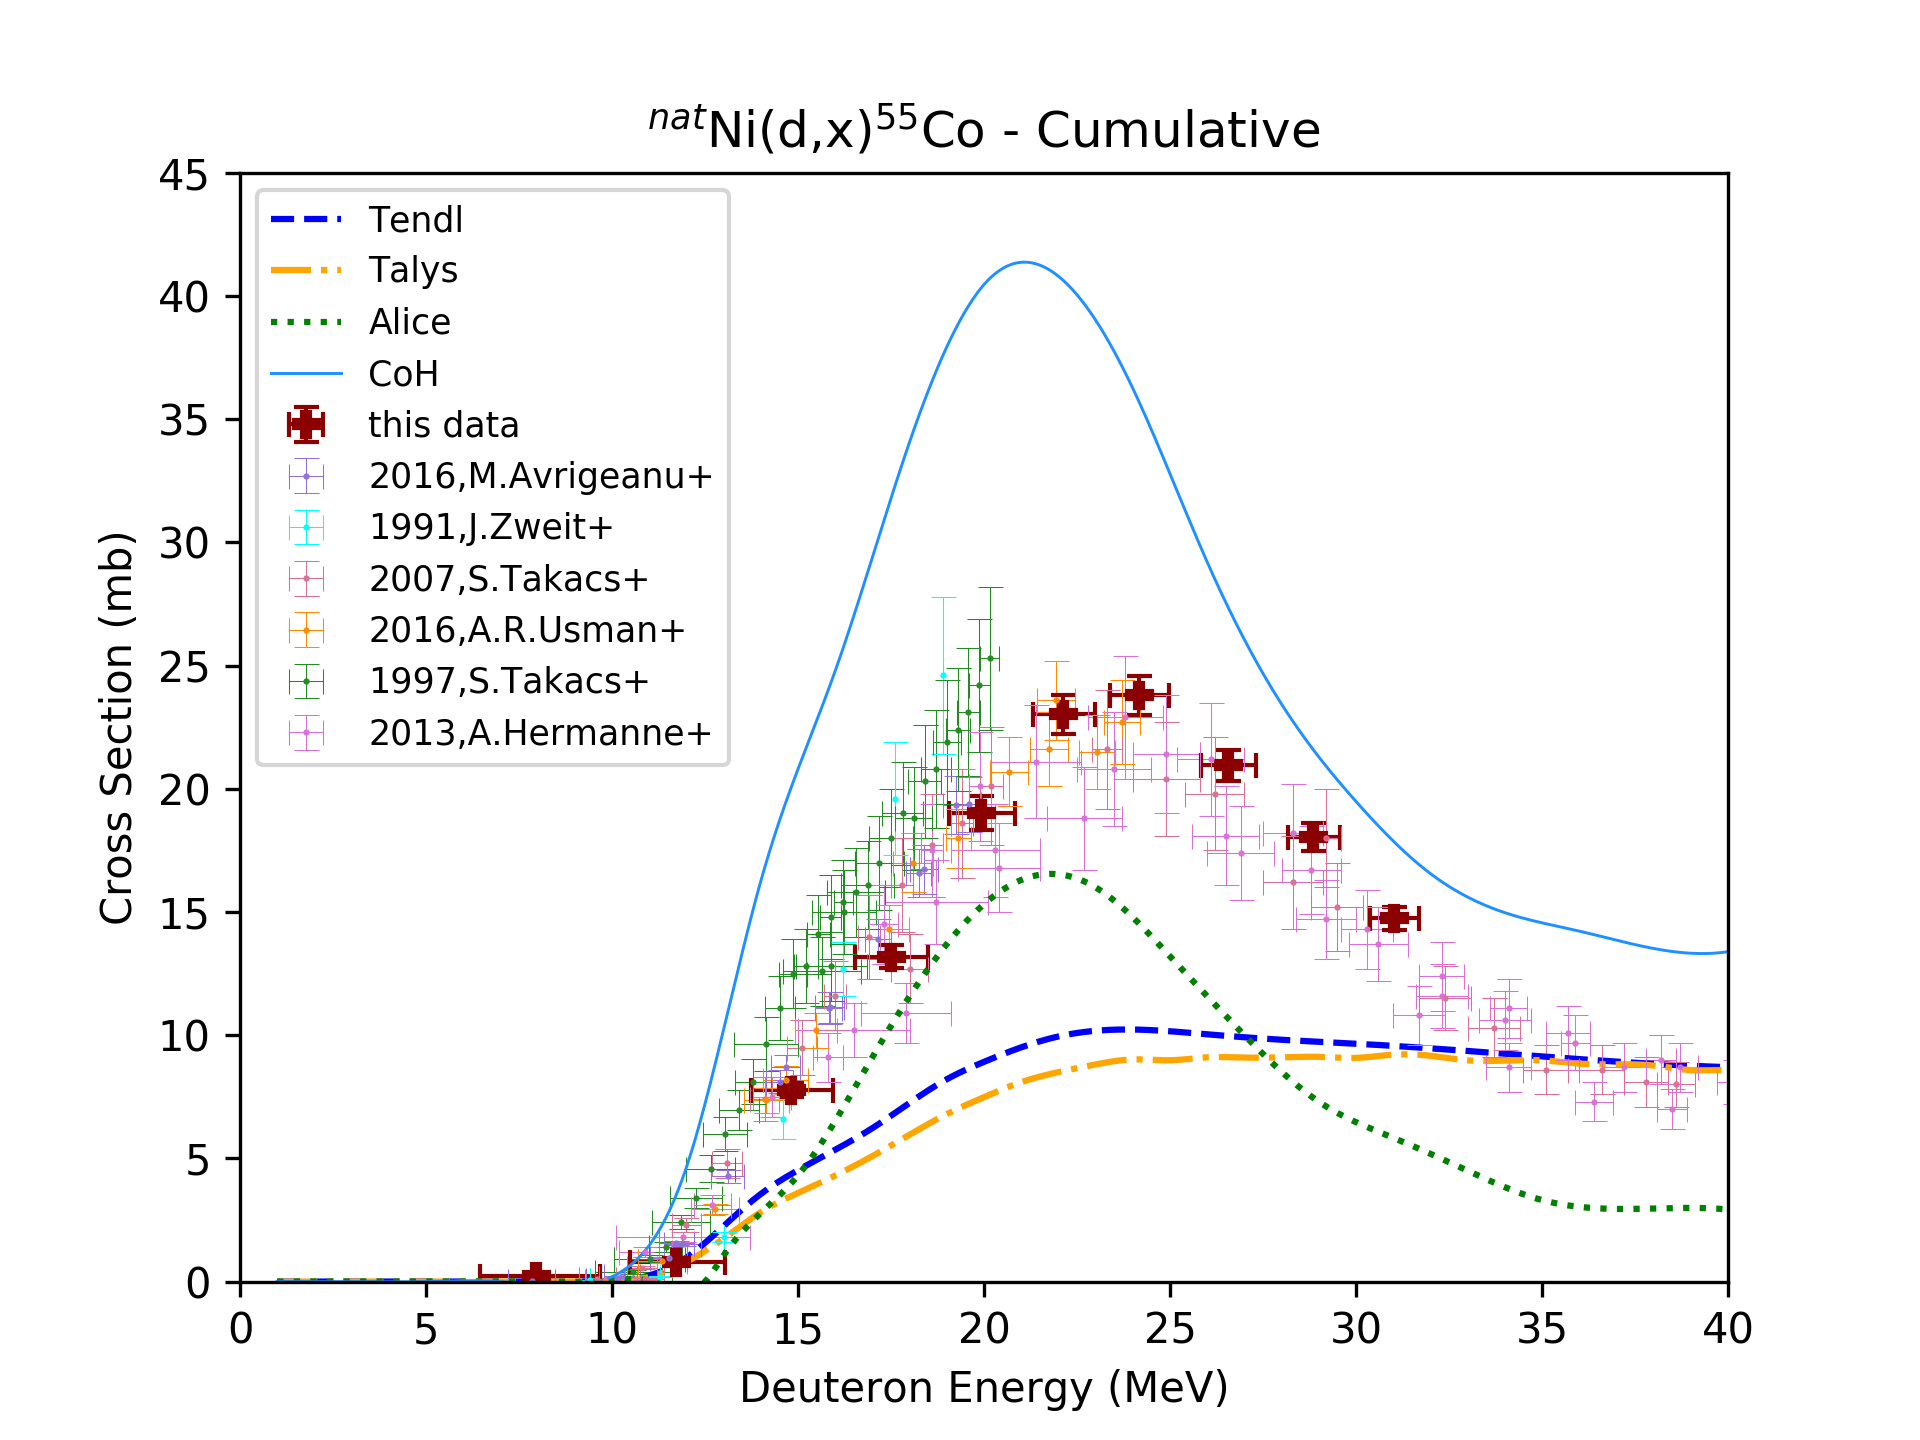 natNi(d,x)55Co - Cumulative
45
40
35
30
25
20
15
10
5
0
Cross Section (mb)
Tendl
Talys
Alice
CoH
this data
2016,M.Avrigeanu+
1991,J.Zweit+
2007,S.Takacs+
2016,A.R.Usman+
1997,S.Takacs+
2013,A.Hermanne+
0 5 10 15 20 25 30 35 40
Deuteron Energy (MeV)